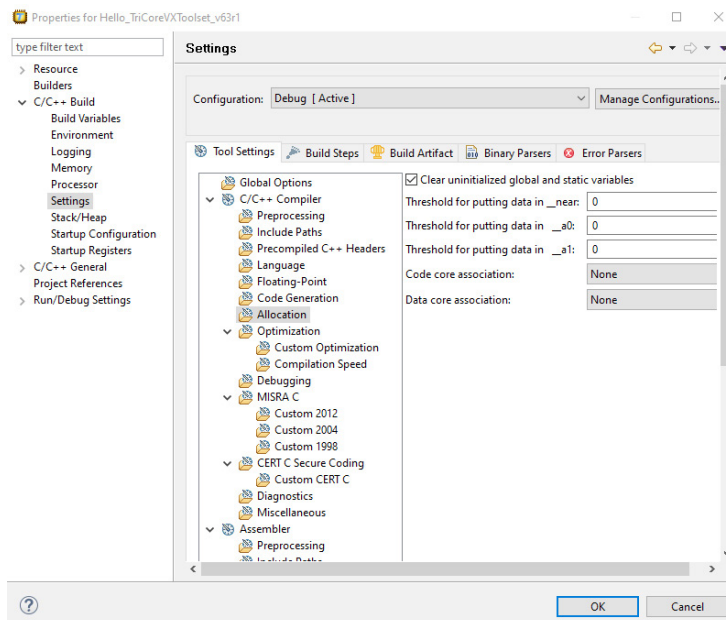 Properties for Hello_TriCoreVXToolset_v63r1
type filter text
Resource
Builders
C/C++ Build
Build Variables
Environment
Logging
Memory
Processor
Settings
Stack/Heap
Startup Configuration
Startup Registers
C/C++ General
Project References
Run/Debug Settings
Settings
Configuration: Debug [ Active ]
Manage Configurations..
Tool Settings
Build Steps
Build Artifact
Binary Parsers
Error Parsers
Global Options
C/C++ Compiler
Preprocessing
Include Paths
Precompiled C++ Headers
Language
Floating-Point
Code Generation
Allocation
Optimization
Custom Optimization
Compilation Speed
Debugging
MISRA C
Custom 2012
Custom 2004
Custom 1998
CERT C Secure Coding
Custom CERT C
Diagnostics
Miscellaneous
Assembler
Preprocessing
Include Paths
Clear uninitialized global and static variables
Threshold for putting data in __near: 0
Threshold for putting data in __a0: 0
Threshold for putting data in __a1: 0
Code core association: None
Data core association: None
OK
Cancel